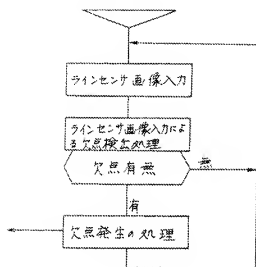 ラインセンサ画像入力
ラインセンサ画像入力によ
る欠点検出処理
欠点有無
無
有
欠点発生の処理